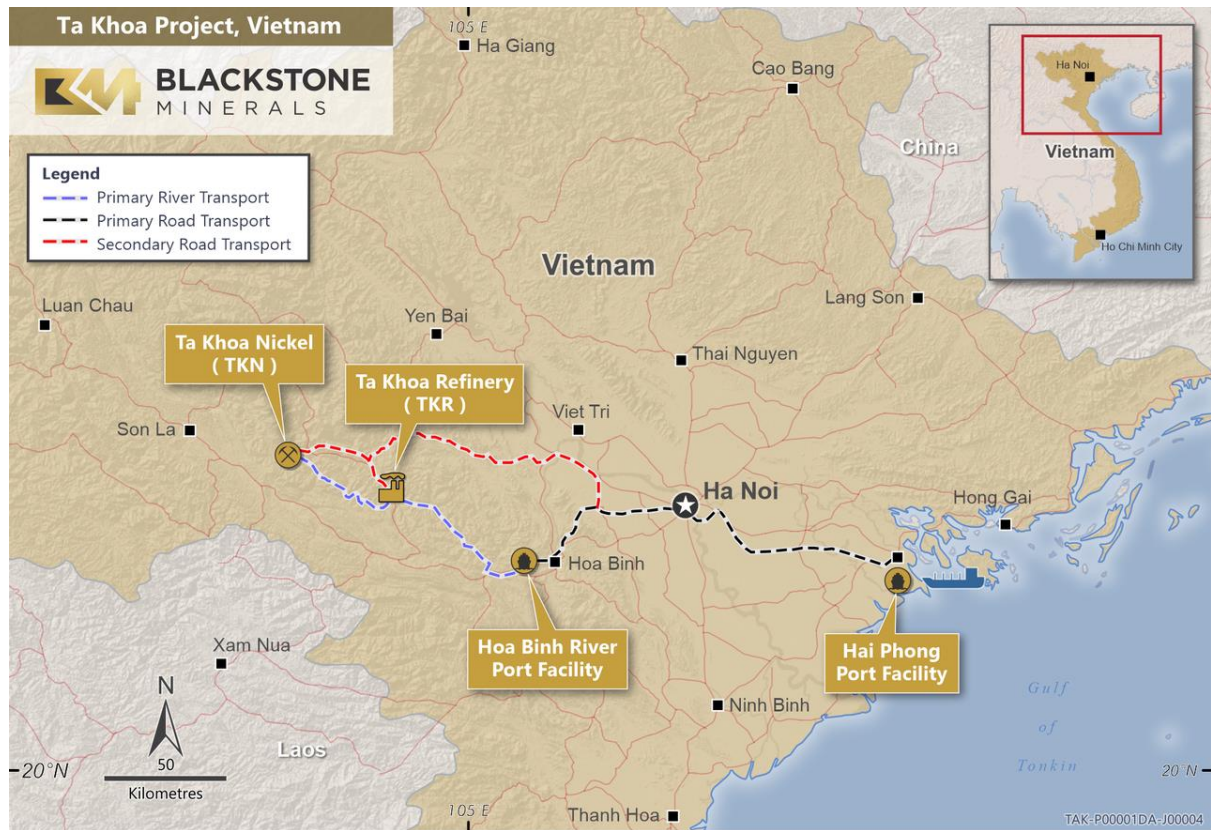 Ta Khoa Project, Vietnam
BLACKSTONE
MINERALS
Legend
Primary River Transport
Primary Road Transport
Secondary Road Transport
105°E
Ha Giang
Cao Bang
China
Ha Noi
Vietnam
Ho Chi Minh City
Vietnam
Luan Chau
Yen Bai
Lang Son
Thai Nguyen
Ta Khoa Nickel
( TKN )
Ta Khoa Refinery
( TKR )
Son La
Viet Tri
Ha Noi
Hong Gai
Hoa Binh
Hoa Binh River
Port Facility
Hai Phong
Port Facility
Xam Nua
N
Laos
50
Kilometres
Ninh Binh
Gulf
of
Tonkin
20°N
20°N
105°E
Thanh Hoa
TAK-P00001DA-J00004